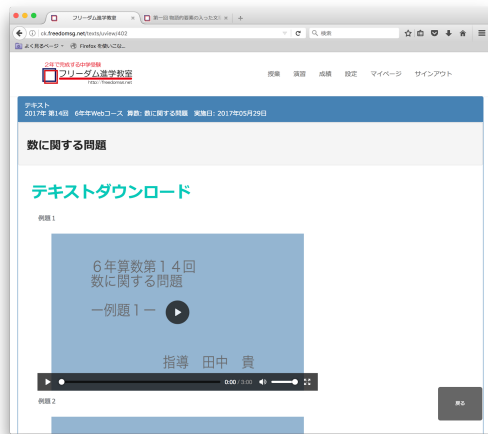 フリーダム進学教室
第一回 物語的智慕の入った文章
ck.freedomsg.net/texts/uview/402
検索
よく見るページ
Firefox を使いこな…
2年で完成する中学受験
フリーダム進学教室
http://freedomsg.net
授業 演習 成績 設定 マイページ サインアウト
テキスト
2017年 第14回 6年年Webコース 算数: 数に関する問題 実施日: 2017年05月29日
数に関する問題
テキストダウンロード
例題 1
６年算数第１４回
数に関する問題
ー例題１ー
指導 田中 貴
0:00 / 3:00
例題 2
戻る